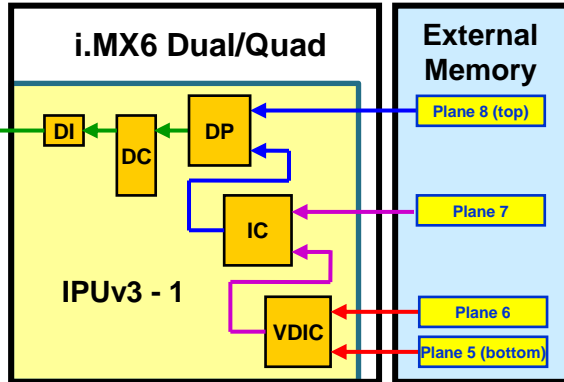 i.MX6 Dual/Quad
External
Memory
DI
DC
DP
Plane 8 (top)
IC
Plane 7
IPUv3 - 1
VDIC
Plane 6
Plane 5 (bottom)